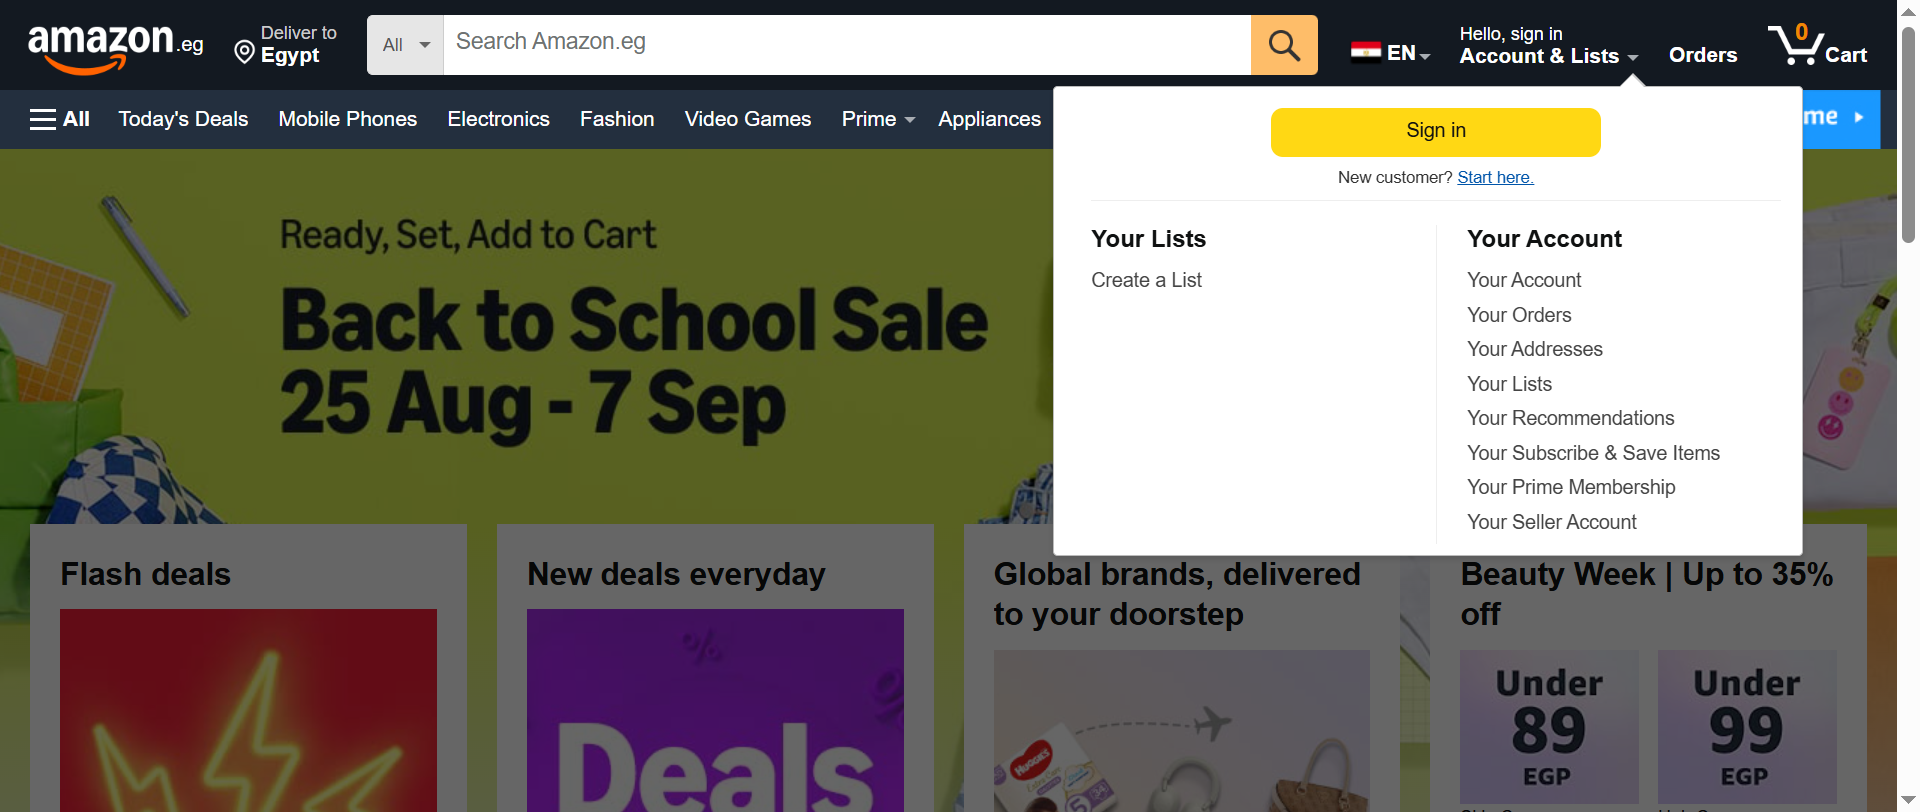 amazon.eg
Deliver to
Egypt
All
Search Amazon.eg
EN
Hello, sign in
Account & Lists
Orders
0
Cart
All
Today's Deals
Mobile Phones
Electronics
Fashion
Video Games
Prime
Appliances
me
Sign in
New customer? Start here.
Your Lists
Create a List
Your Account
Your Account
Your Orders
Your Addresses
Your Lists
Your Recommendations
Your Subscribe & Save Items
Your Prime Membership
Your Seller Account
Ready, Set, Add to Cart
Back to School Sale
25 Aug - 7 Sep
Flash deals
New deals everyday
%
Deals
Global brands, delivered
to your doorstep
HUGGIES
Extra Care
5
Beauty Week | Up to 35%
off
Under
89
EGP
Under
99
EGP